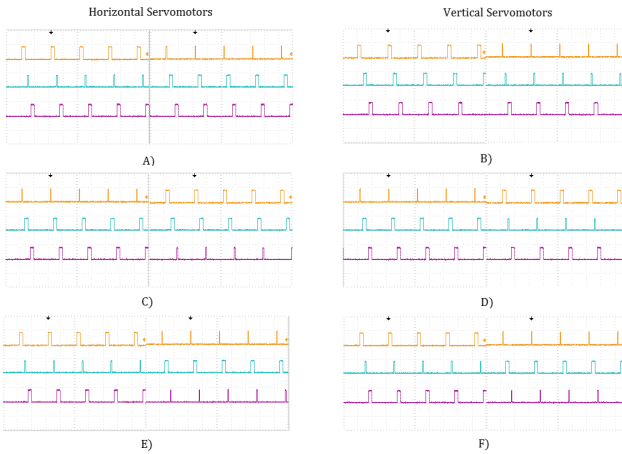 Horizontal Servomotors
Vertical Servomotors
A)
B)
C)
D)
E)
F)